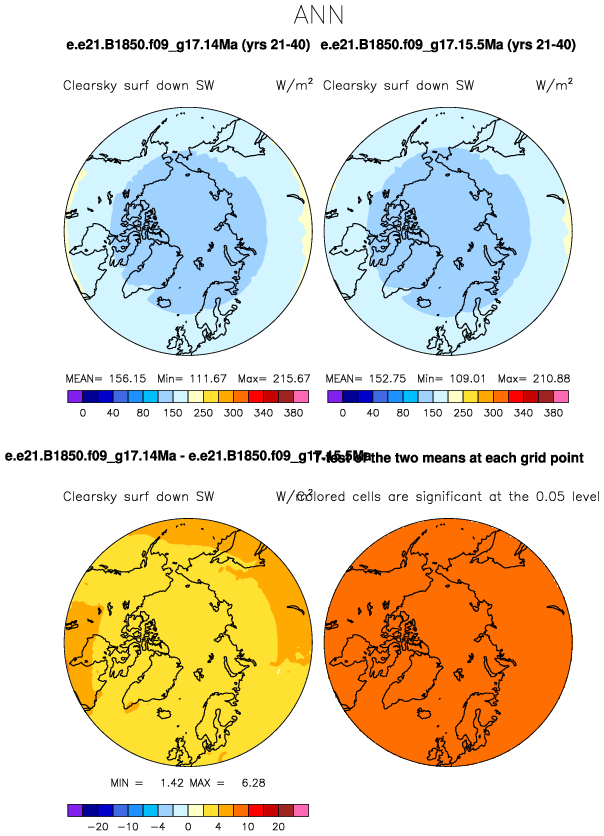 ANN
e.e21.B1850.f09_g17.14Ma (yrs 21-40) e.e21.B1850.f09_g17.15.5Ma (yrs 21-40)
Clearsky surf down SW W/m² Clearsky surf down SW W/m²
MEAN= 156.15 Min= 111.67 Max= 215.67 MEAN= 152.75 Min= 109.01 Max= 210.88
0 40 80 150 200 250 300 340 380 0 40 80 150 200 250 300 340 380
e.e21.B1850.f09_g17.14Ma - e.e21.B1850.f09_g17.15.5Ma T-test of the two means at each grid point
Clearsky surf down SW W/m² Colored cells are significant at the 0.05 level
MIN = 1.42 MAX = 6.28
-20 -10 -4 0 4 10 20